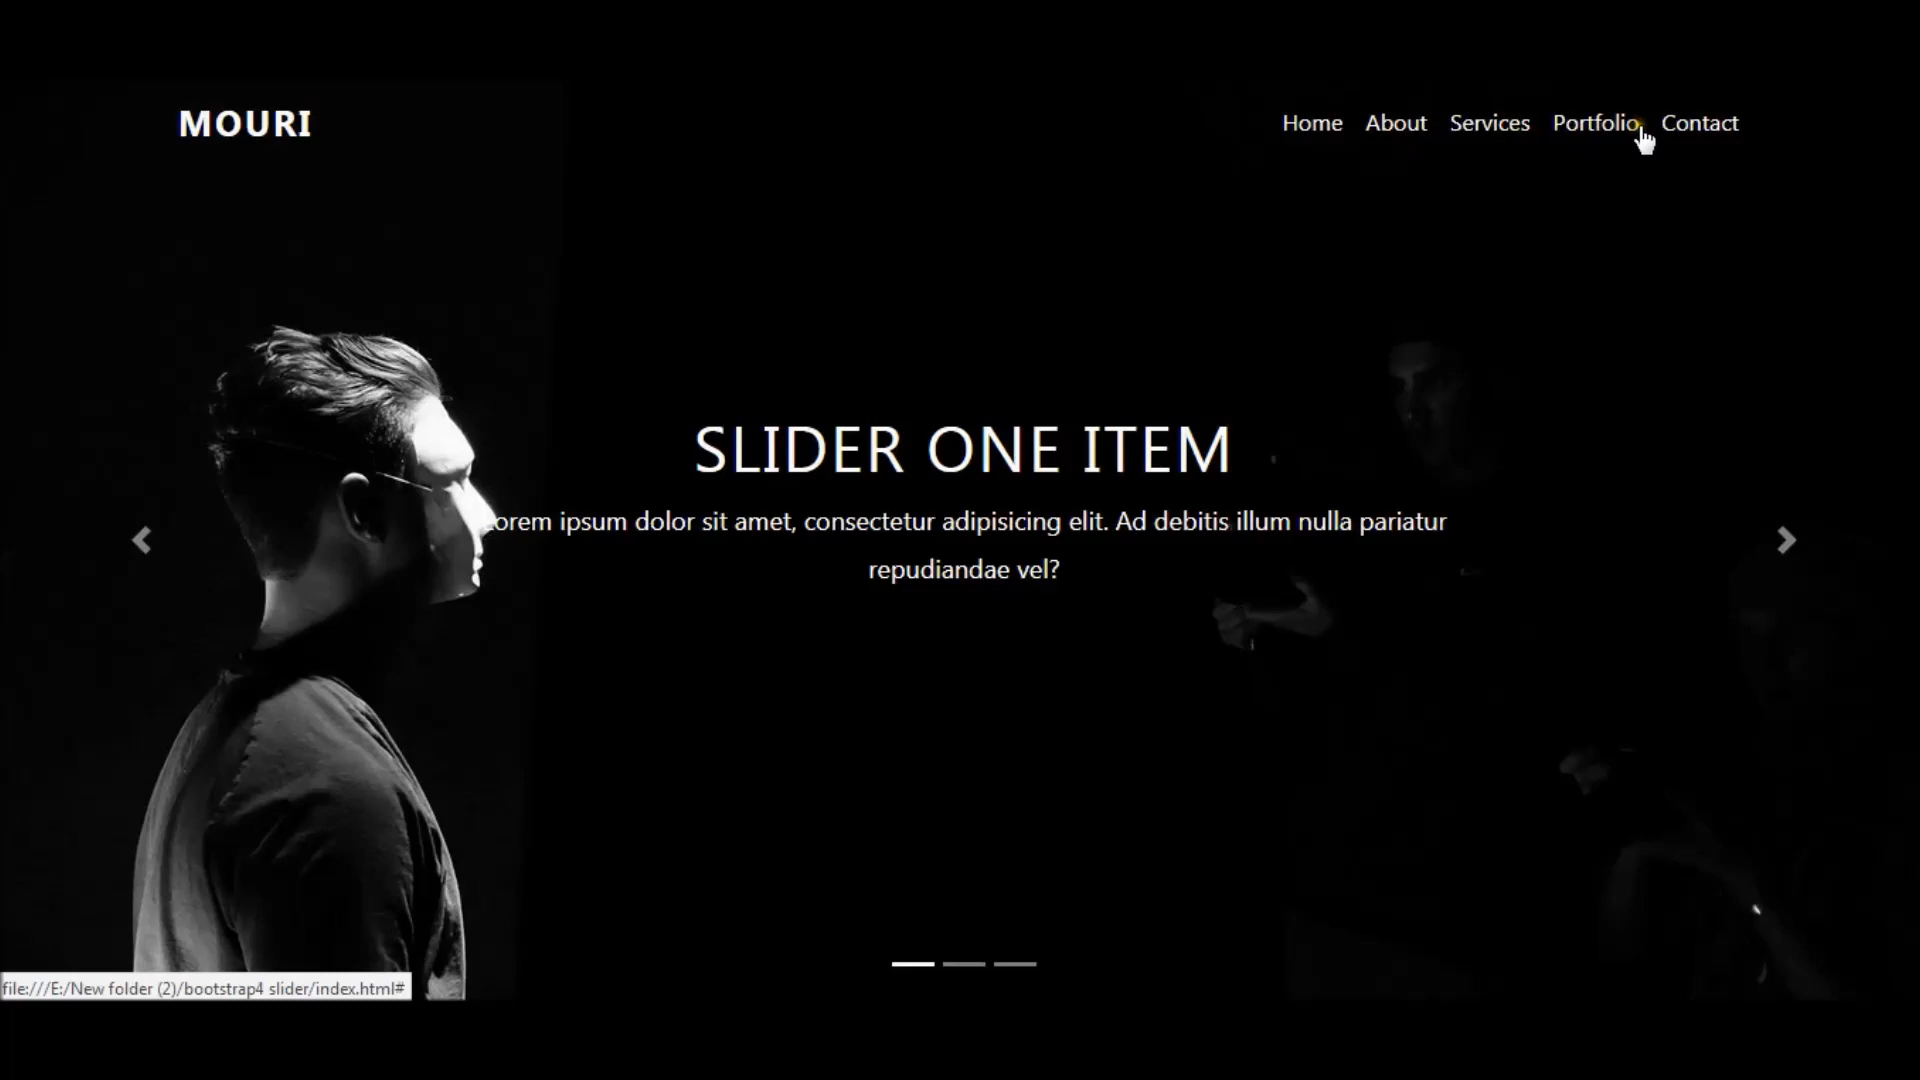 MOURI
Home About Services Portfolio Contact
SLIDER ONE ITEM
Lorem ipsum dolor sit amet, consectetur adipisicing elit. Ad debitis illum nulla pariatur
repudiandae vel?
file:///E:/New folder (2)/bootstrap4 slider/index.html#